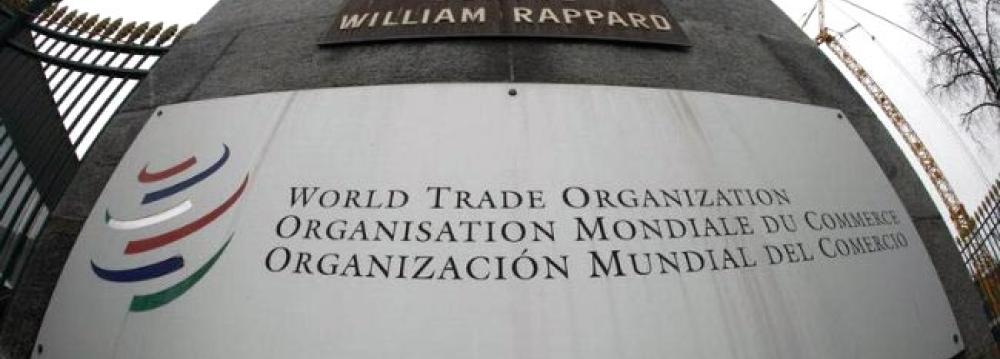 WILLIAM RAPPARD
WORLD TRADE ORGANIZATION
ORGANISATION MONDIALE DU COMMERCE
ORGANIZACIÓN MUNDIAL DEL COMERCIO